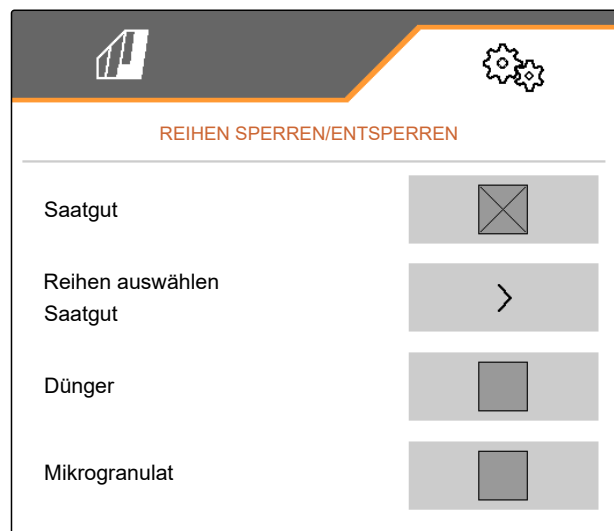 REIHEN SPERREN/ENTSPERREN
Saatgut
Reihen auswählen
Saatgut
Dünger
Mikrogranulat